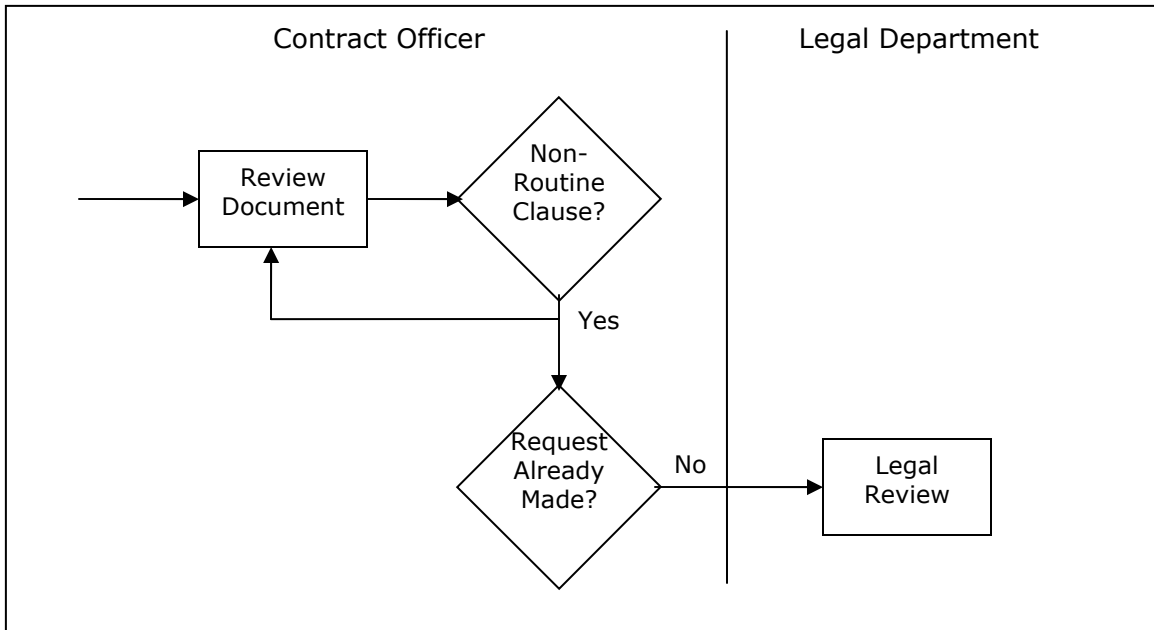 Contract Officer
Legal Department
Review
Document
Non-
Routine
Clause?
Yes
Request
Already
Made?
No
Legal
Review